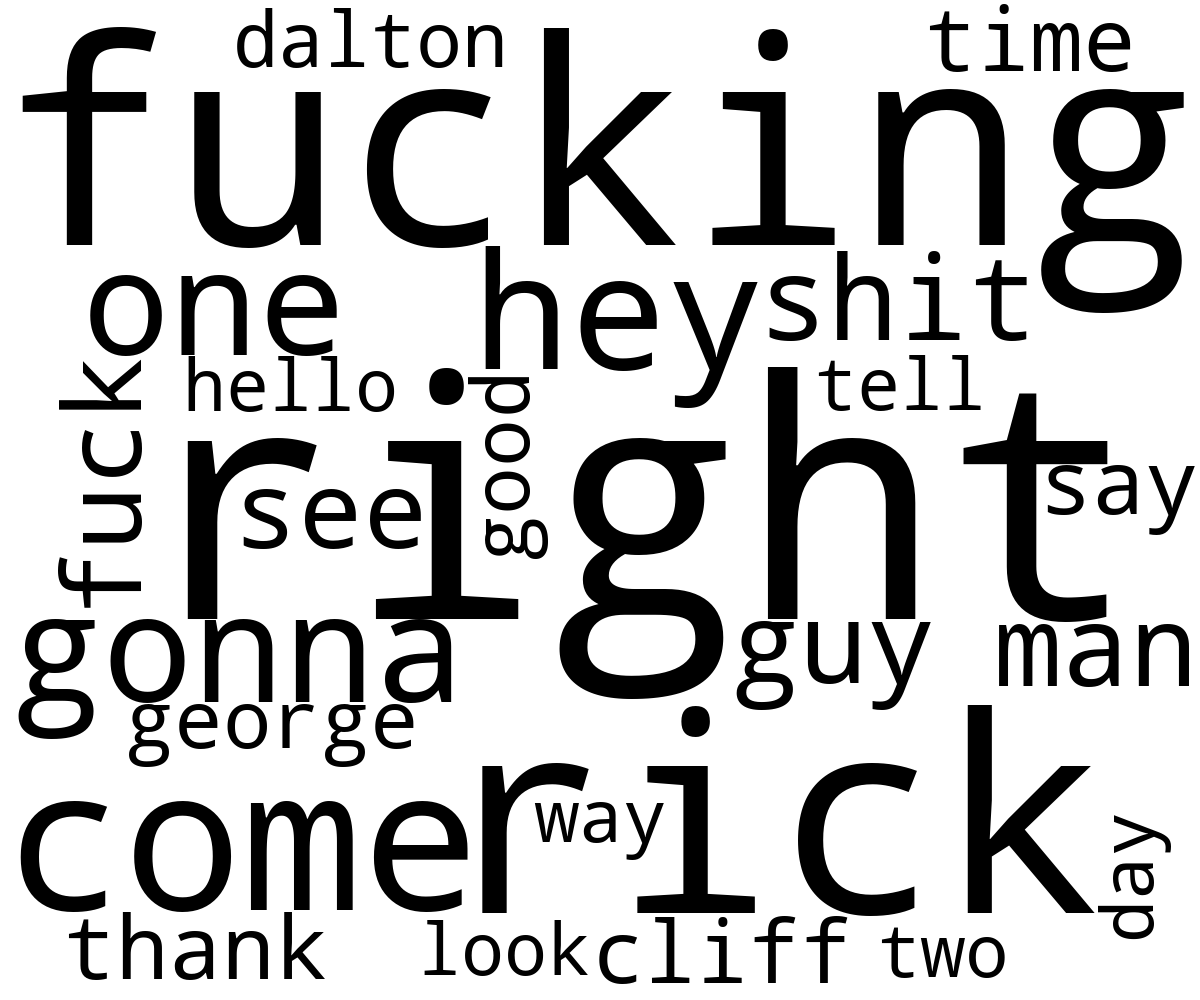 dalton
time
fucking
one
hey
shit
hello
tell
fuck
good
right
see
say
gonna
guy
man
george
rick
come
way
day
thank
look
cliff
two